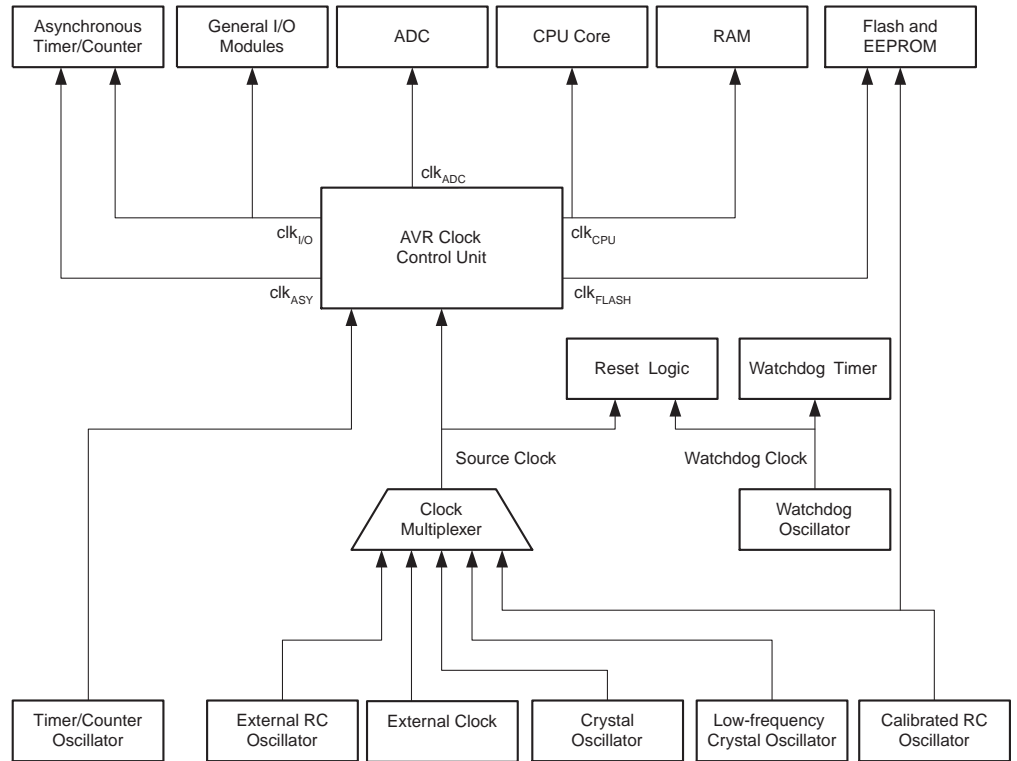 Asynchronous
Timer/Counter
General I/O
Modules
ADC
CPU Core
RAM
Flash and
EEPROM
clkADC
clkI/O
AVR Clock
Control Unit
clkCPU
clkASY
clkFLASH
Reset Logic
Watchdog Timer
Source Clock
Watchdog Clock
Clock
Multiplexer
Watchdog
Oscillator
Timer/Counter
Oscillator
External RC
Oscillator
External Clock
Crystal
Oscillator
Low-frequency
Crystal Oscillator
Calibrated RC
Oscillator